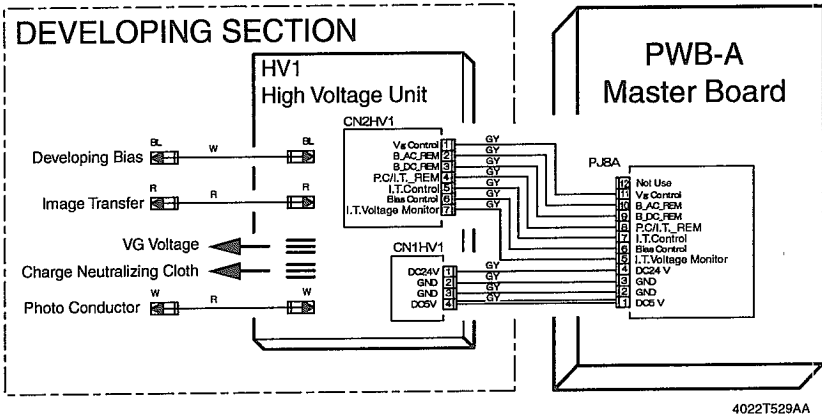 DEVELOPING SECTION
HV1
High Voltage Unit
PWB-A
Master Board
CN2HV1
Vg Control 1 GY
B_AC_REM 2 GY
B_DC_REM 3 GY
P.C/I.T._REM 4 GY
I.T.Control 5 GY
Bias Control 6 GY
I.T.Voltage Monitor 7 GY
PJ8A
12 Not Use
11 Vg Control
10 B_AC_REM
9 B_DC_REM
8 P.C/I.T._REM
7 I.T.Control
6 Bias Control
5 I.T.Voltage Monitor
4 DC24 V
3 GND
2 GND
1 DC5 V
CN1HV1
DC24V 1 GY
GND 2 GY
GND 3 GY
DC5V 4 GY
BL W BL
Developing Bias
R R R
Image Transfer
VG Voltage
Charge Neutralizing Cloth
W R W
Photo Conductor
4022T529AA